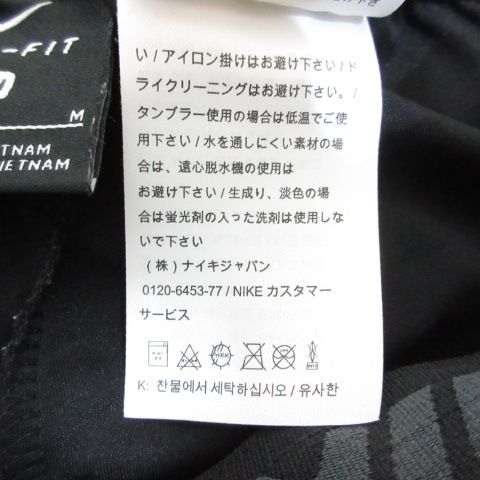 -FIT
M
TNAM
IETNAM
い / アイロン掛けはお避け下さい / ド
ライクリーニングはお避け下さい。/
タンブラー使用の場合は低温でご使
用下さい / 水を通しにくい素材の場
合は、遠心脱水機の使用は
お避け下さい / 生成り、淡色の場
合は蛍光剤の入った洗剤は使用しな
いで下さい
(株) ナイキジャパン
0120-6453-77 / NIKE カスタマー
サービス
K: 찬물에서 세탁하십시오 / 유사한